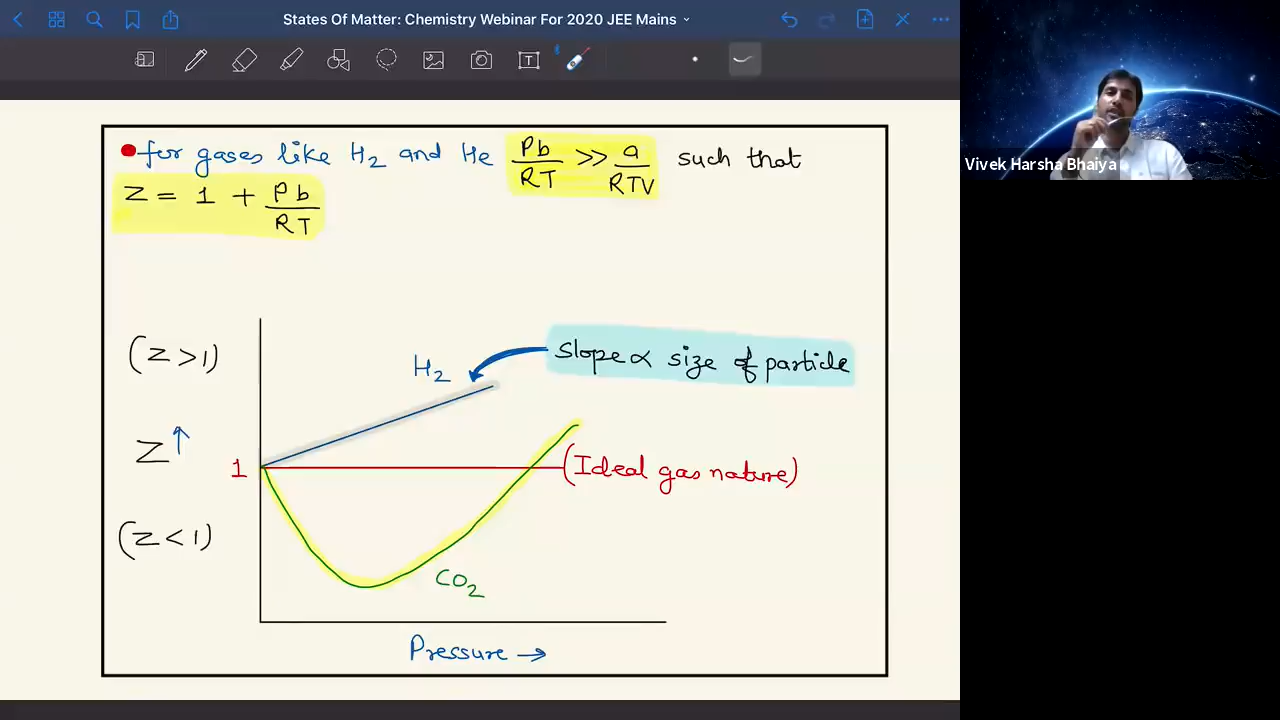 States Of Matter: Chemistry Webinar For 2020 JEE Mains
T
Vivek Harsha Bhaiya
for gases like H₂ and He Pb/RT >> a/RTV such that
Z = 1 + Pb/RT
(Z > 1)
H₂
Slope ∝ size of particle
Z↑
1
(Ideal gas nature)
(Z < 1)
CO₂
Pressure →